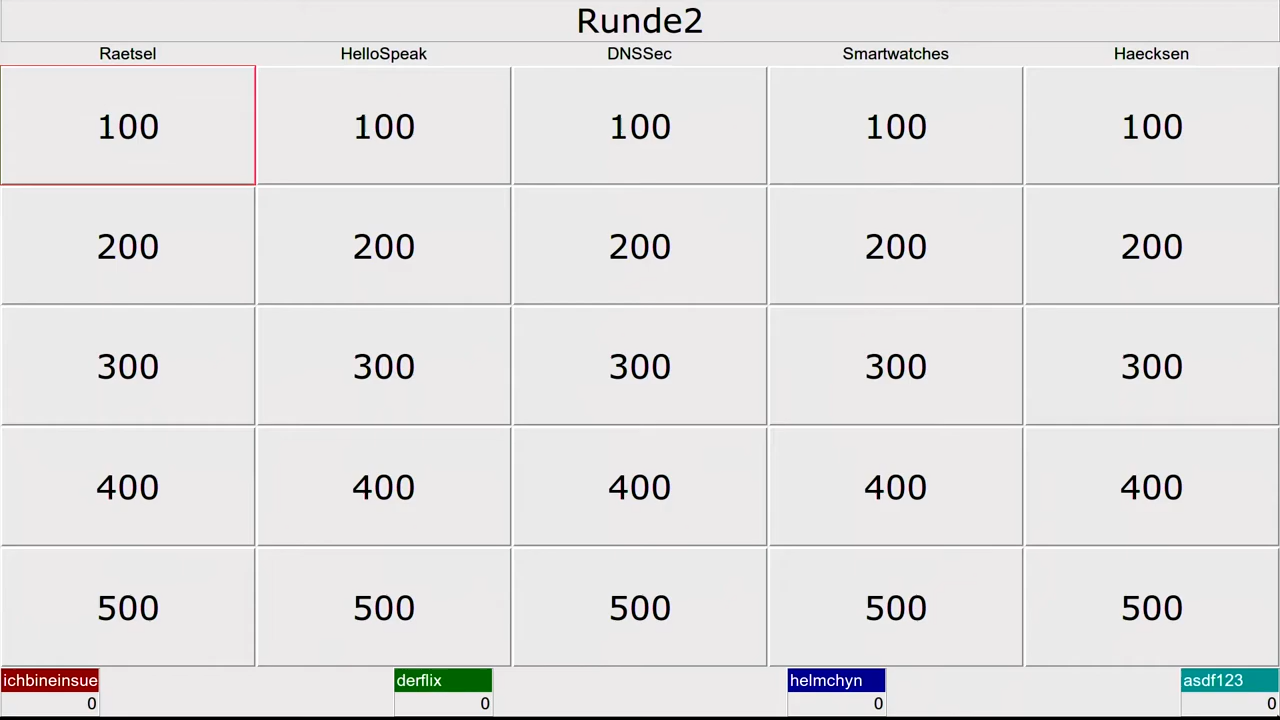 Runde2
Raetsel HelloSpeak DNSSec Smartwatches Haecksen
100 100 100 100 100
200 200 200 200 200
300 300 300 300 300
400 400 400 400 400
500 500 500 500 500
ichbineinsue derflix helmchyn asdf123
0 0 0 0